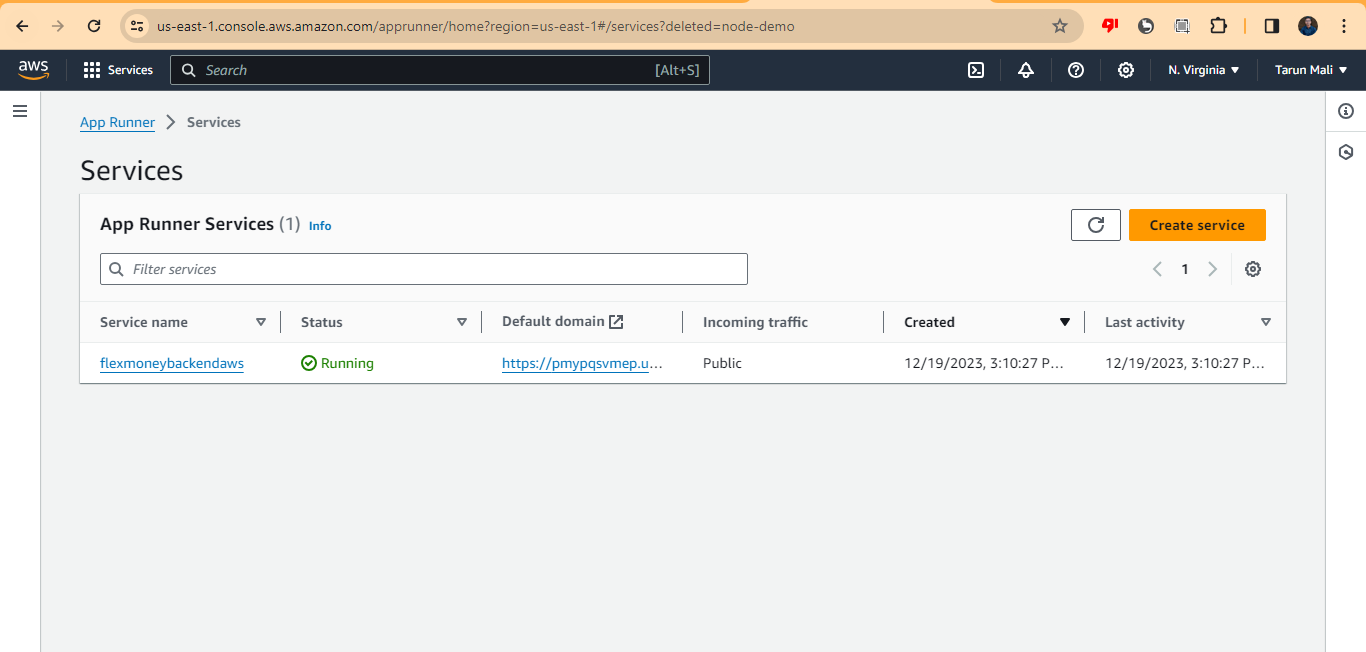 us-east-1.console.aws.amazon.com/apprunner/home?region=us-east-1#/services?deleted=node-demo
aws Services Search [Alt+S] N. Virginia Tarun Mali
App Runner Services
Services
App Runner Services (1) Info Create service
Filter services 1
Service name Status Default domain Incoming traffic Created Last activity
flexmoneybackendaws Running https://pmypqsvmep.u... Public 12/19/2023, 3:10:27 P... 12/19/2023, 3:10:27 P...